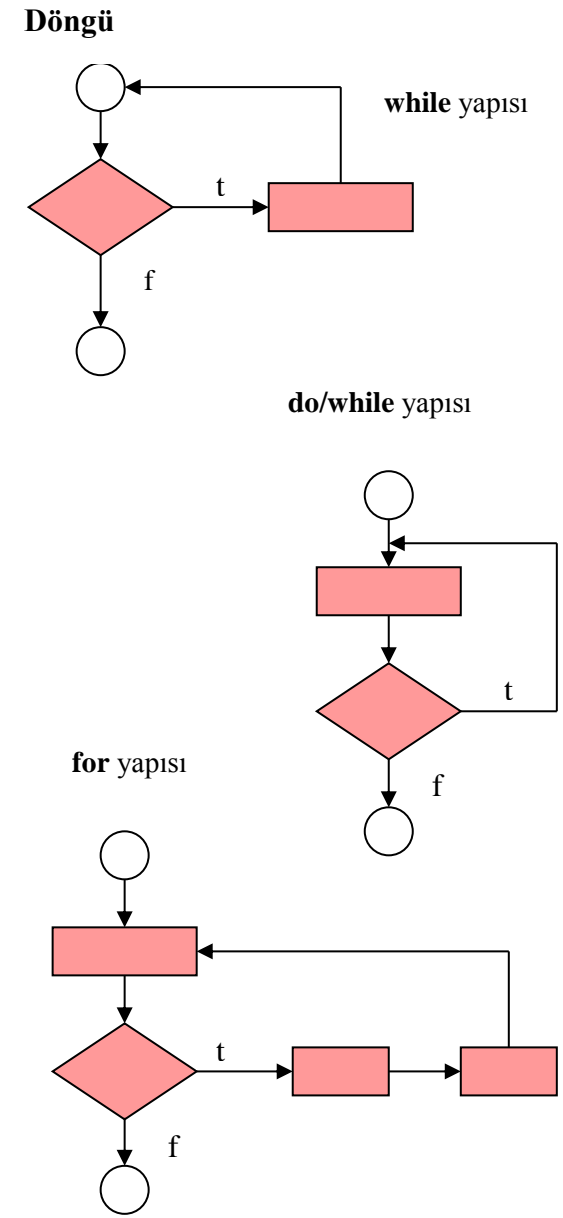 Döngü
while yapısı
t
f
do/while yapısı
t
f
for yapısı
t
f